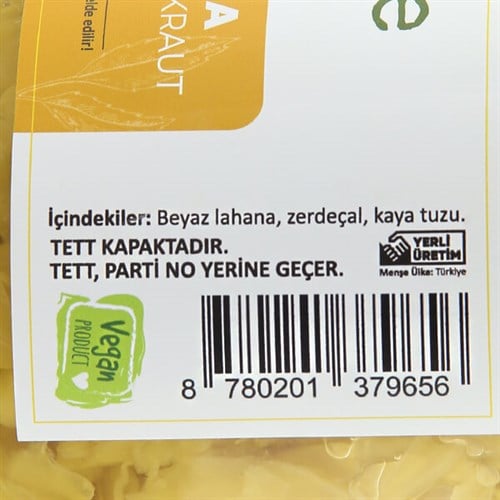 elde edilir!
A
KRAUT
e
İçindekiler: Beyaz lahana, zerdeçal, kaya tuzu.
TETT KAPAKTADIR.
TETT, PARTİ NO YERİNE GEÇER.
YERLİ
ÜRETİM
Menşe Ülke: Türkiye
Vegan
PRODUCT
8 780201 379656